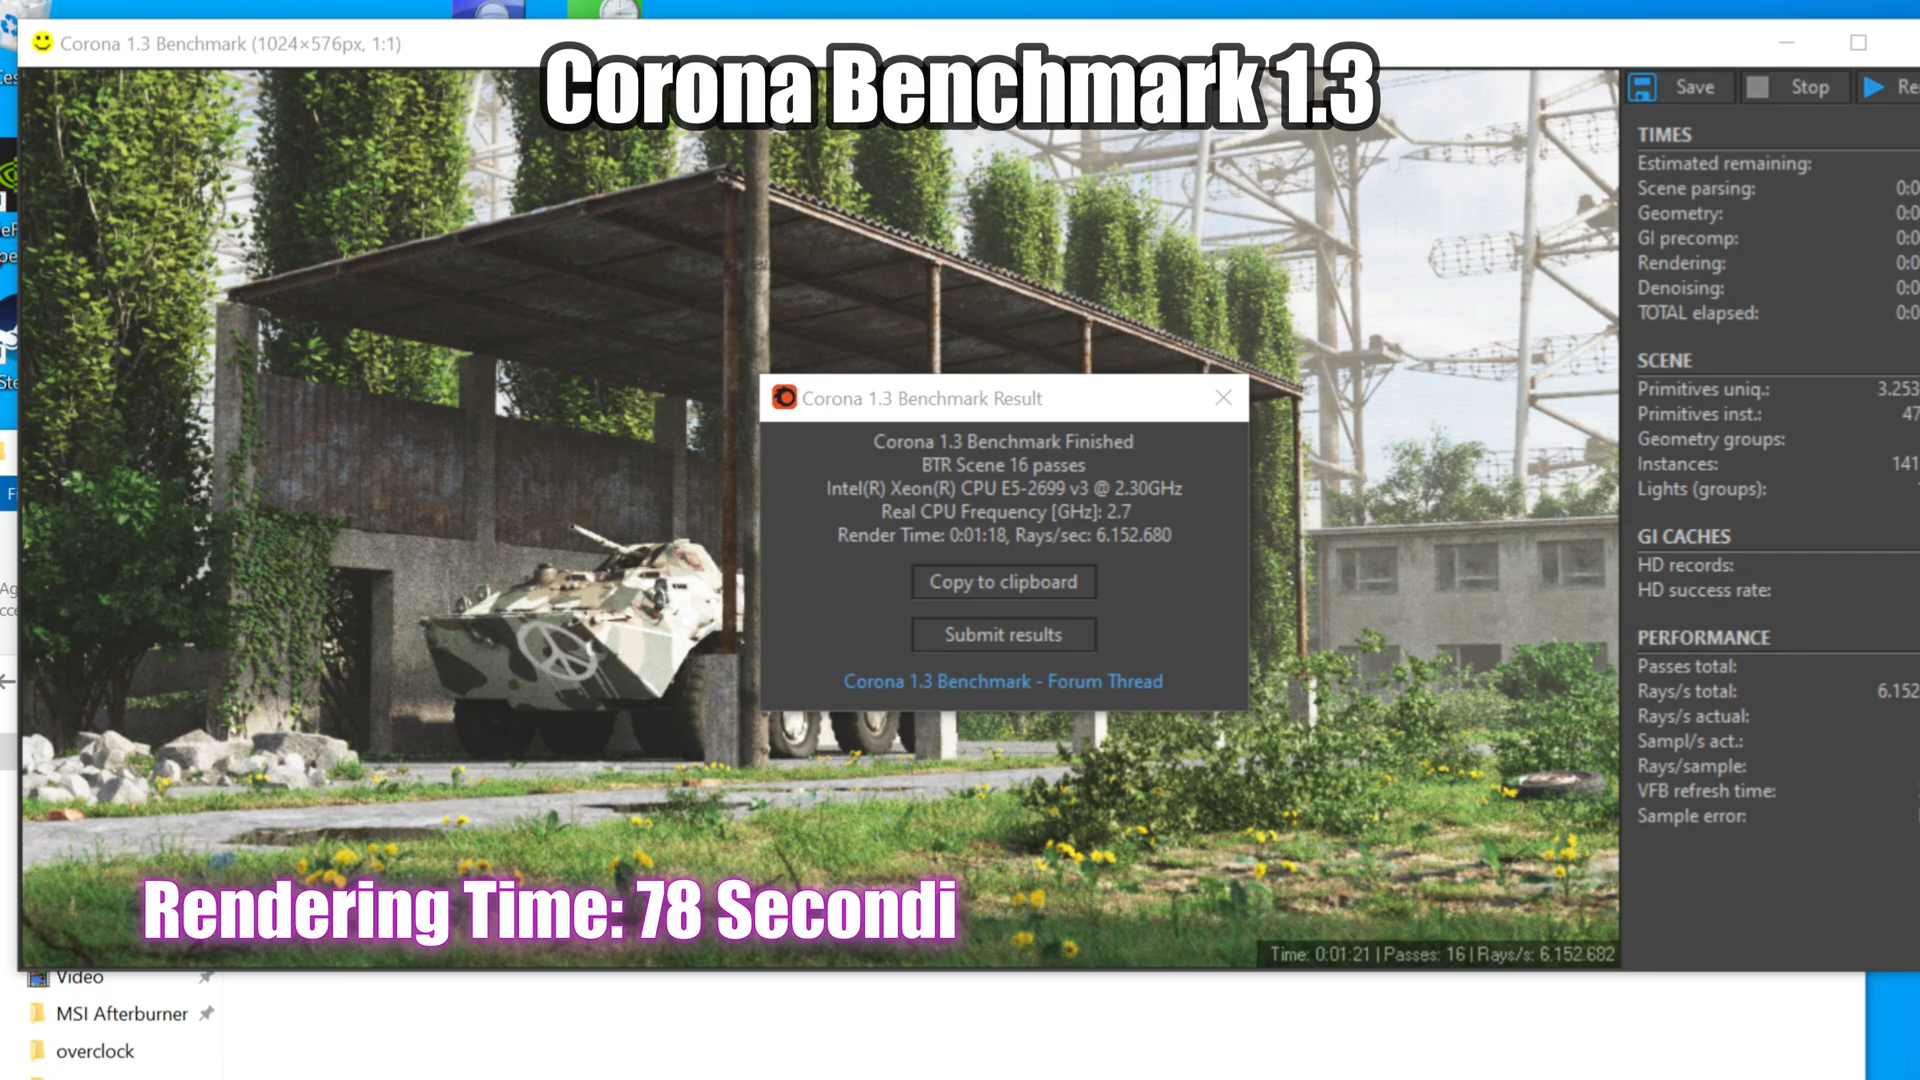 Corona 1.3 Benchmark (1024×576px, 1:1)
Corona Benchmark 1.3
Save
Stop
TIMES
Estimated remaining:
Scene parsing:
Geometry:
GI precomp:
Rendering:
Denoising:
TOTAL elapsed:
SCENE
Primitives uniq.: 3.253
Primitives inst.: 47
Geometry groups:
Instances: 141
Lights (groups):
GI CACHES
HD records:
HD success rate:
PERFORMANCE
Passes total:
Rays/s total: 6.152
Rays/s actual:
Sampl/s act.:
Rays/sample:
VFB refresh time:
Sample error:
Corona 1.3 Benchmark Result
Corona 1.3 Benchmark Finished
BTR Scene 16 passes
Intel(R) Xeon(R) CPU E5-2699 v3 @ 2.30GHz
Real CPU Frequency [GHz]: 2.7
Render Time: 0:01:18, Rays/sec: 6.152.680
Copy to clipboard
Submit results
Corona 1.3 Benchmark - Forum Thread
Rendering Time: 78 Secondi
Time: 0:01:21 | Passes: 16 | Rays/s: 6.152.682
Video
MSI Afterburner
overclock